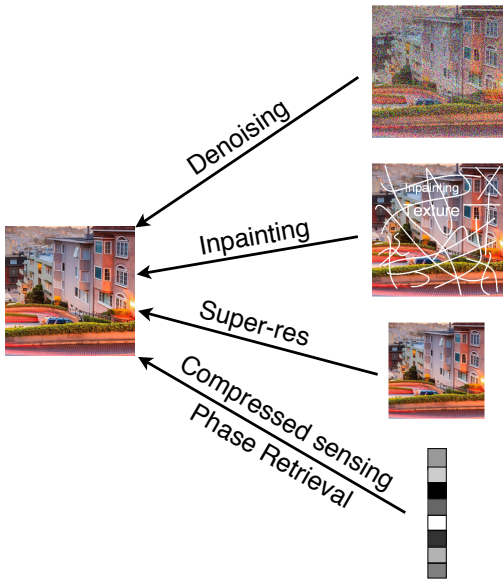 Denoising
Inpainting
Texture
Inpainting
Super-res
Compressed sensing
Phase Retrieval